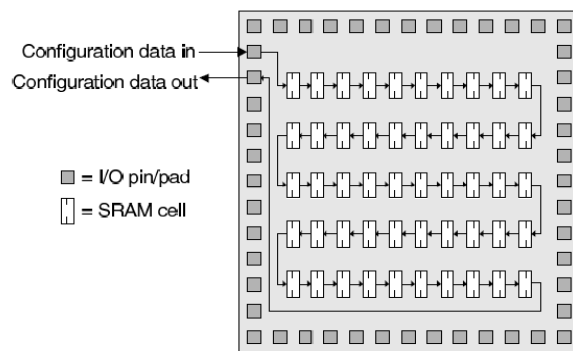 Configuration data in
Configuration data out
= I/O pin/pad
= SRAM cell